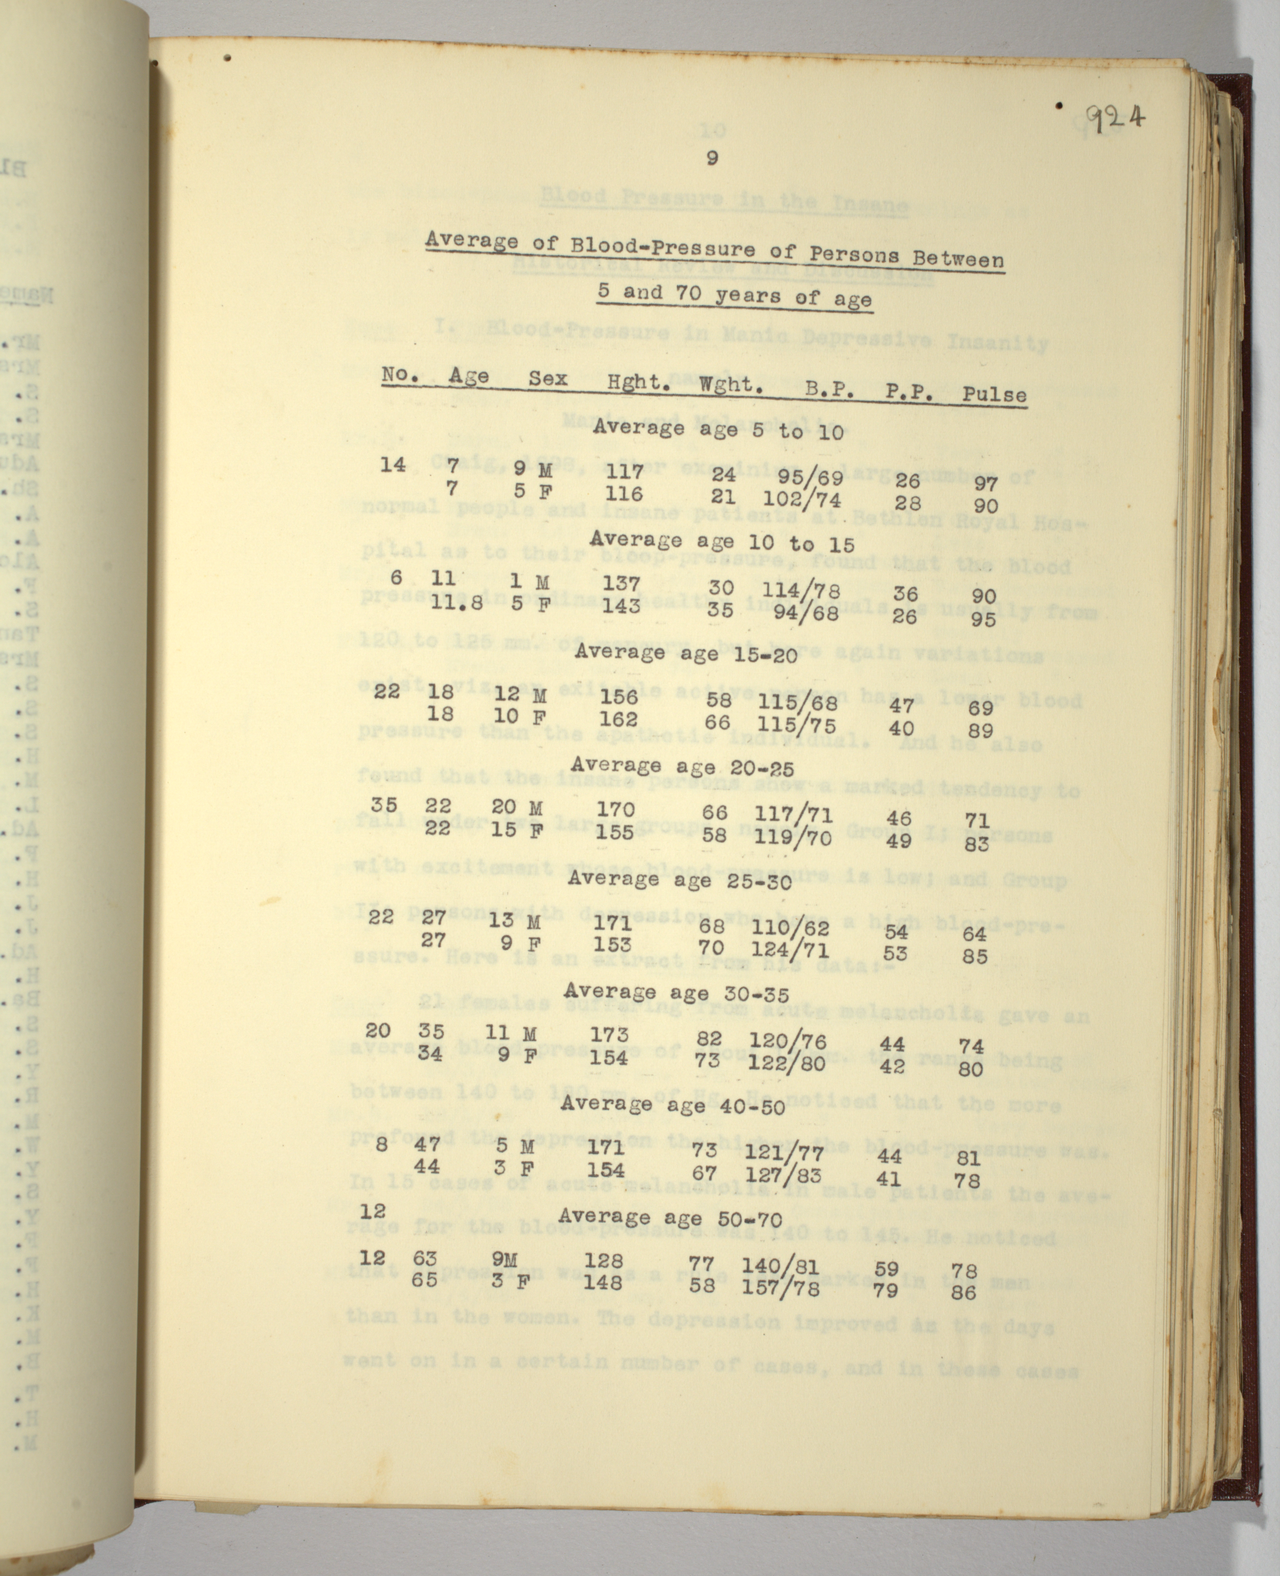 924
9
Average of Blood-Pressure of Persons Between
5 and 70 years of age
No. Age Sex Hght. Wght. B.P. P.P. Pulse
Average age 5 to 10
14 7 9 M 117 24 95/69 26 97
7 5 F 116 21 102/74 28 90
Average age 10 to 15
6 11 1 M 137 30 114/78 36 90
11.8 5 F 143 35 94/68 26 95
Average age 15-20
22 18 12 M 156 58 115/68 47 69
18 10 F 162 66 115/75 40 89
Average age 20-25
35 22 20 M 170 66 117/71 46 71
22 15 F 155 58 119/70 49 83
Average age 25-30
22 27 13 M 171 68 110/62 54 64
27 9 F 153 70 124/71 53 85
Average age 30-35
20 35 11 M 173 82 120/76 44 74
34 9 F 154 73 122/80 42 80
Average age 40-50
8 47 5 M 171 73 121/77 44 81
44 3 F 154 67 127/83 41 78
12 Average age 50-70
12 63 9M 128 77 140/81 59 78
65 3 F 148 58 157/78 79 86